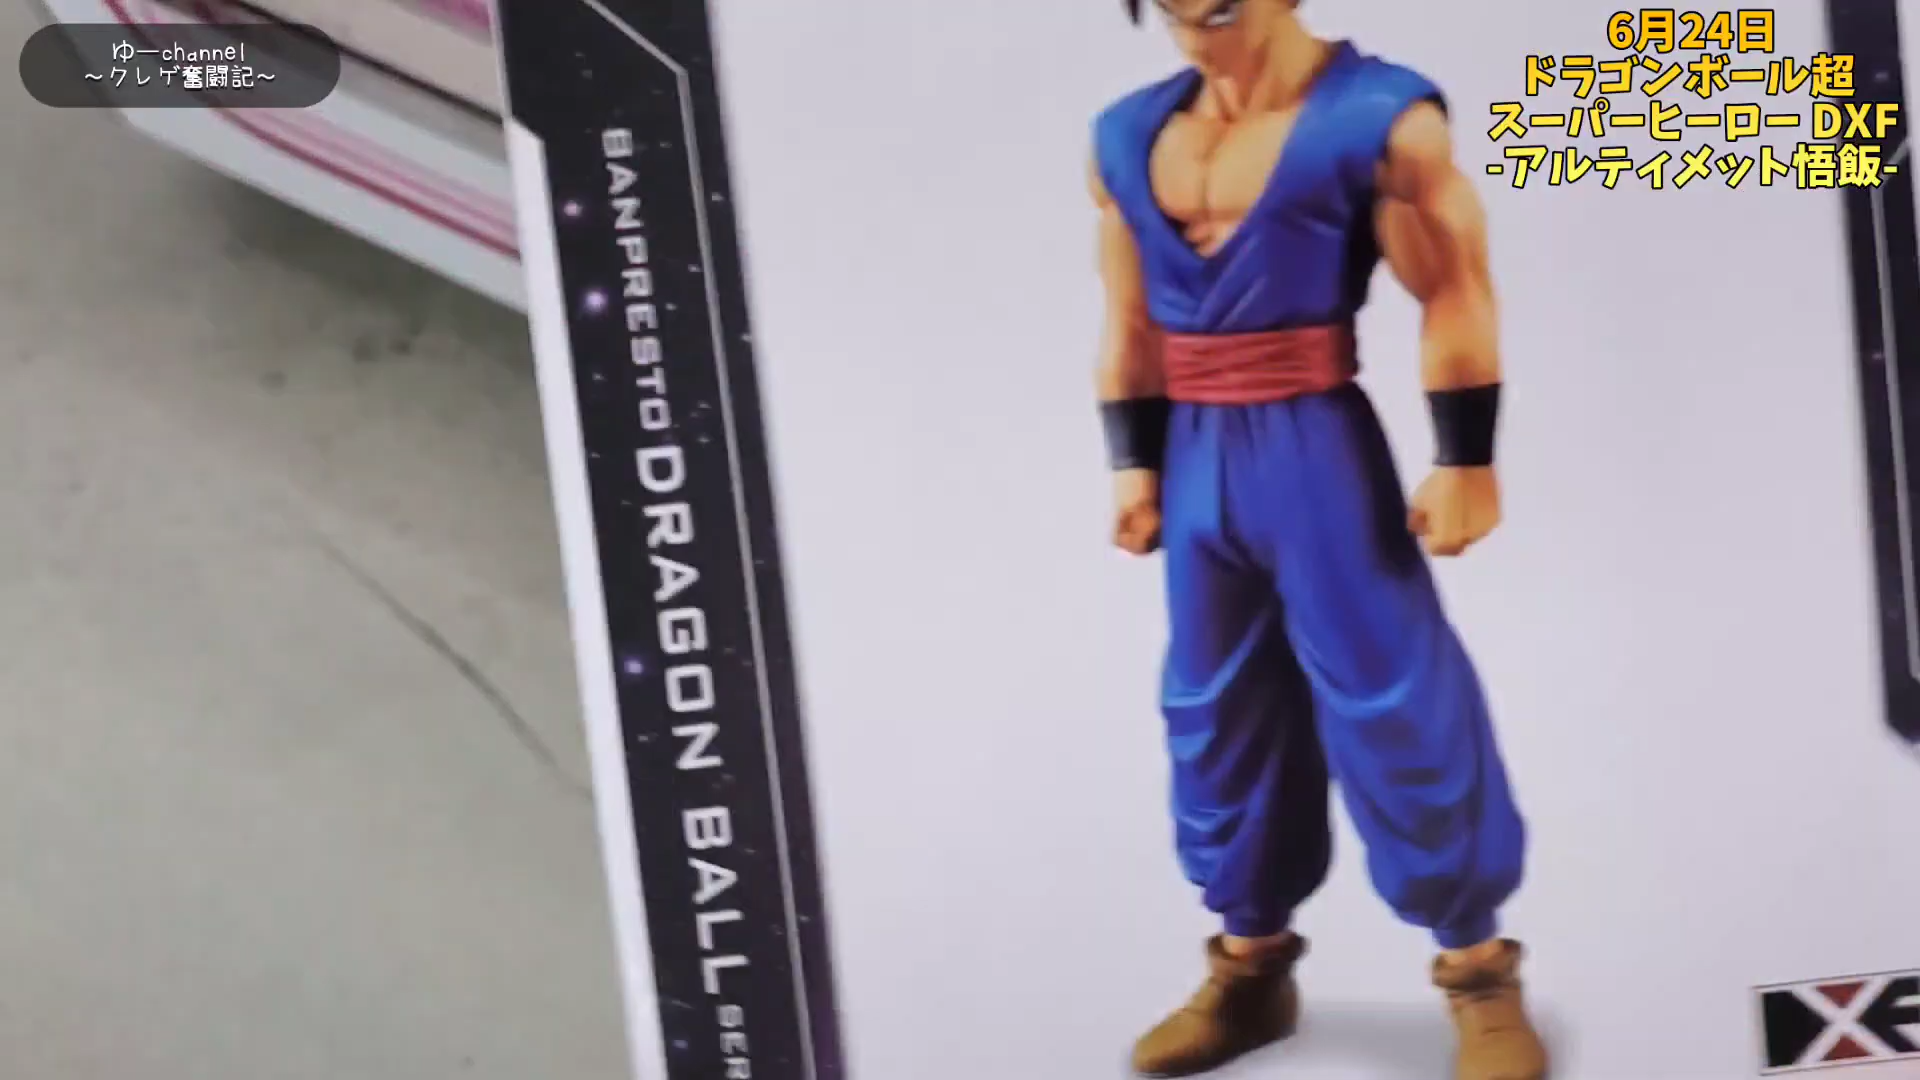 ゆーchannel
～クレゲ奮闘記～
6月24日
ドラゴンボール超
スーパーヒーロー DXF
-アルティメット悟飯-
BANPRESTO DRAGON BALL SER